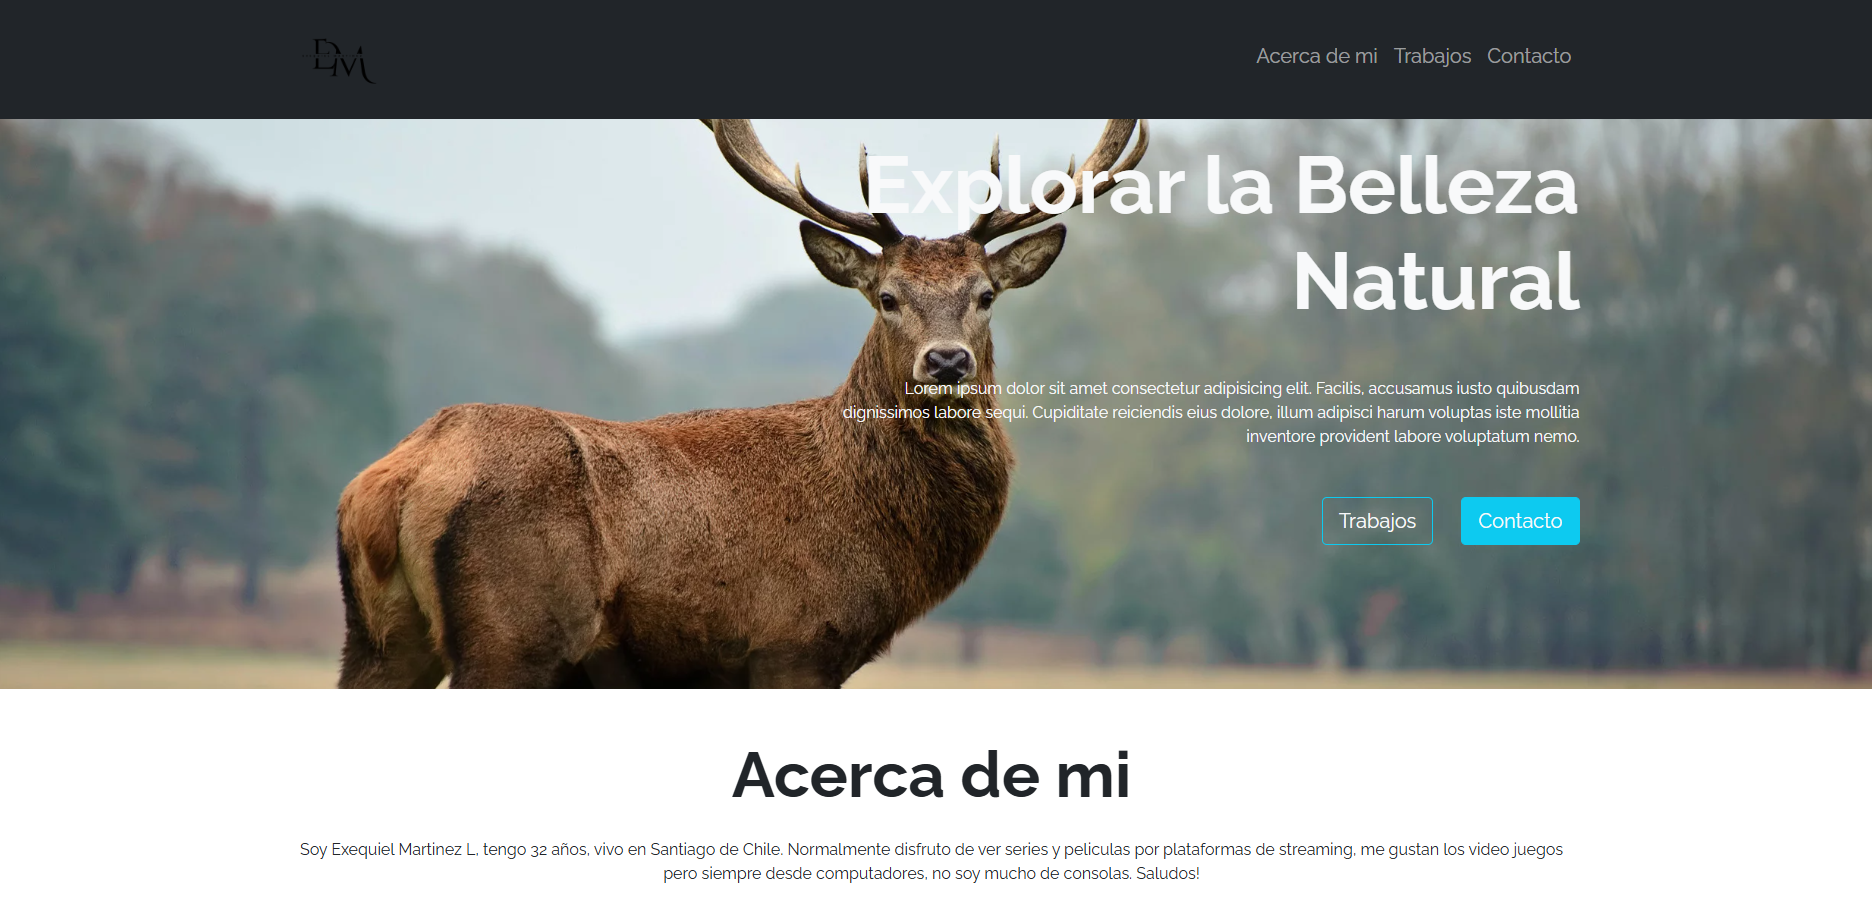 EM
Acerca de mi Trabajos Contacto
Explorar la Belleza
Natural
Lorem ipsum dolor sit amet consectetur adipisicing elit. Facilis, accusamus iusto quibusdam
dignissimos labore sequi. Cupiditate reiciendis eius dolore, illum adipisci harum voluptas iste mollitia
inventore provident labore voluptatum nemo.
Trabajos Contacto
Acerca de mi
Soy Exequiel Martinez L, tengo 32 años, vivo en Santiago de Chile. Normalmente disfruto de ver series y peliculas por plataformas de streaming, me gustan los video juegos
pero siempre desde computadores, no soy mucho de consolas. Saludos!